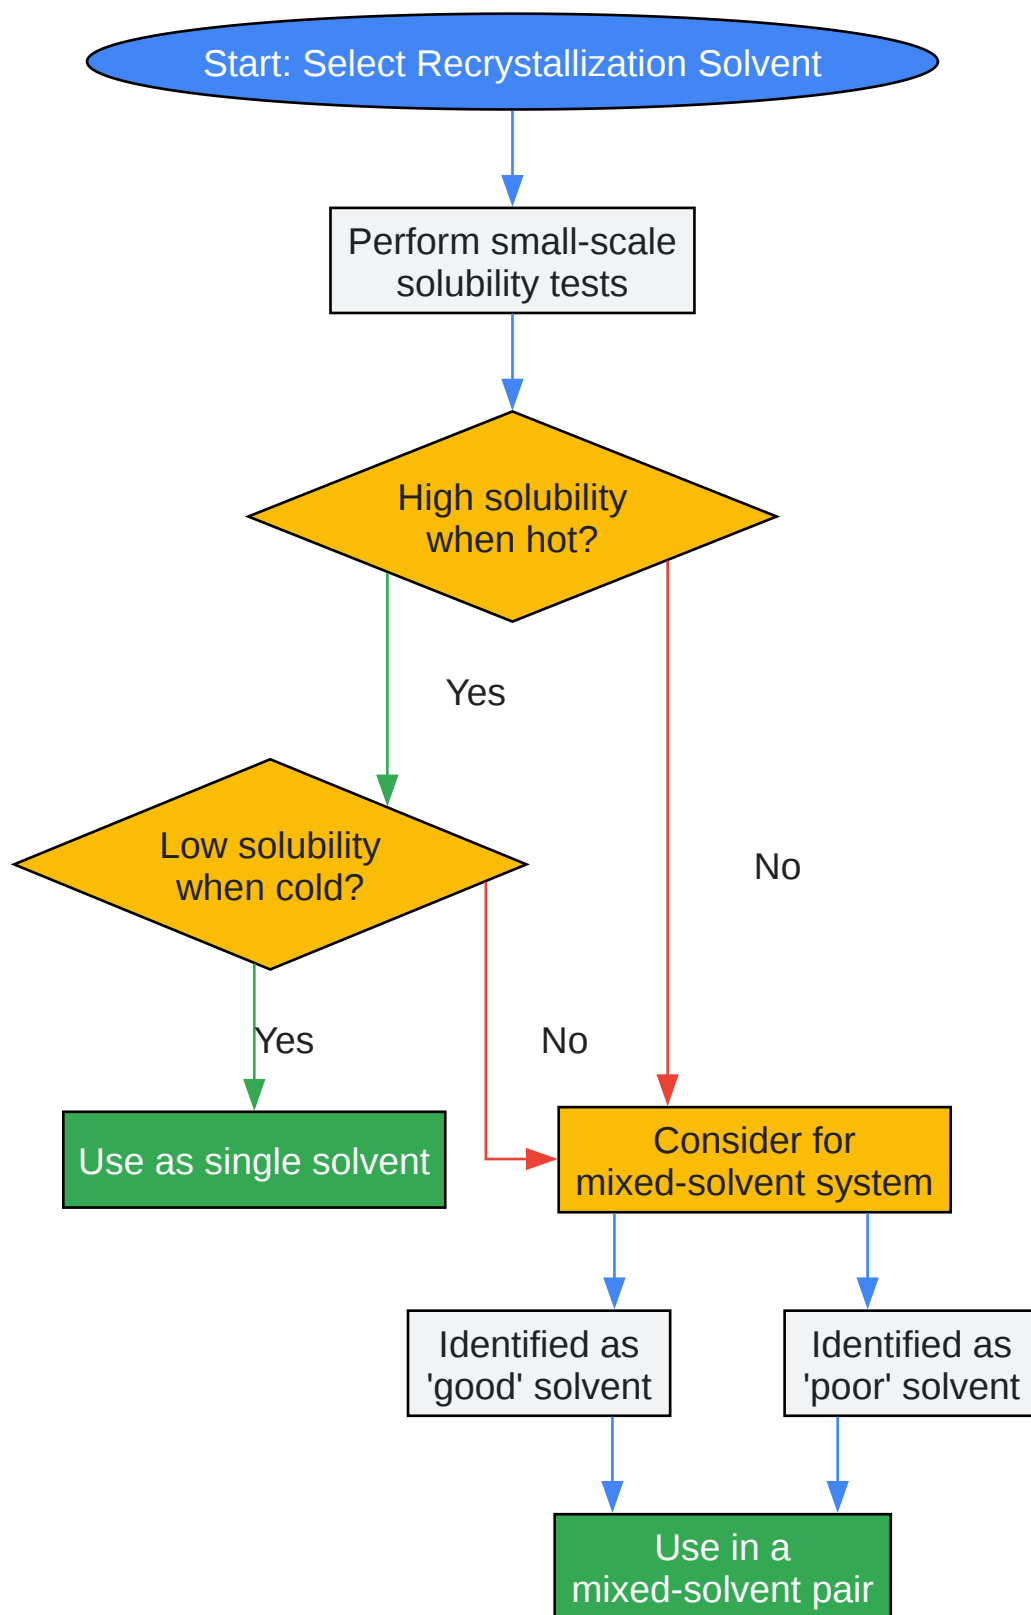 Start: Select Recrystallization Solvent
Perform small-scale
solubility tests
High solubility
when hot?
Yes
Low solubility
when cold?
No
Yes
No
Use as single solvent
Consider for
mixed-solvent system
Identified as
'good' solvent
Identified as
'poor' solvent
Use in a
mixed-solvent pair